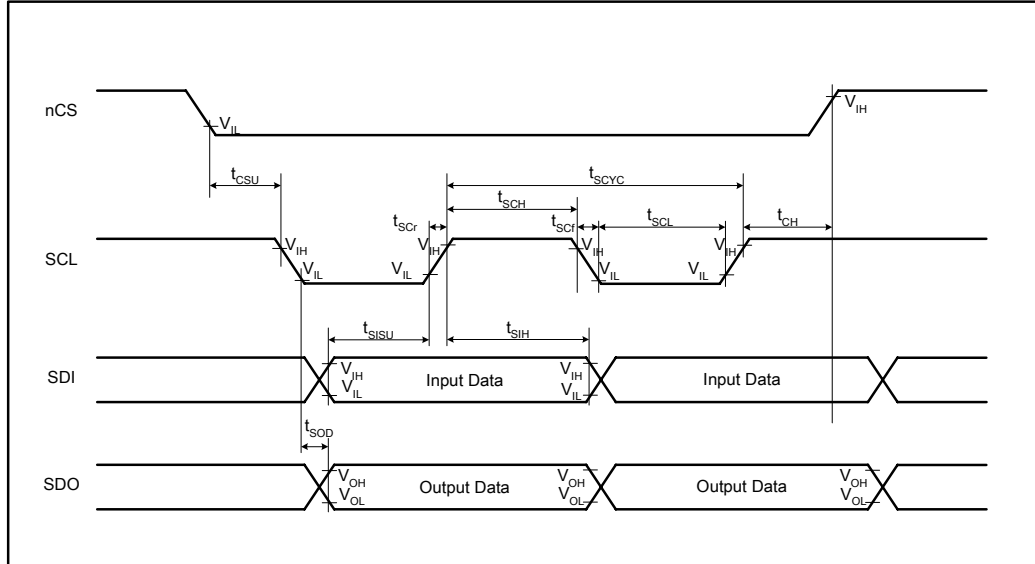 nCS
V_IL
V_IH
t_CSU
t_SCYC
t_SCH
t_SCr
t_SCf
t_SCL
t_CH
SCL
V_IH
V_IL
V_IL
V_IH
V_IH
V_IL
V_IL
V_IH
t_SISU
t_SIH
SDI
V_IH
V_IL
Input Data
V_IH
V_IL
Input Data
t_SOD
SDO
V_OH
V_OL
Output Data
V_OH
V_OL
Output Data
V_OH
V_OL